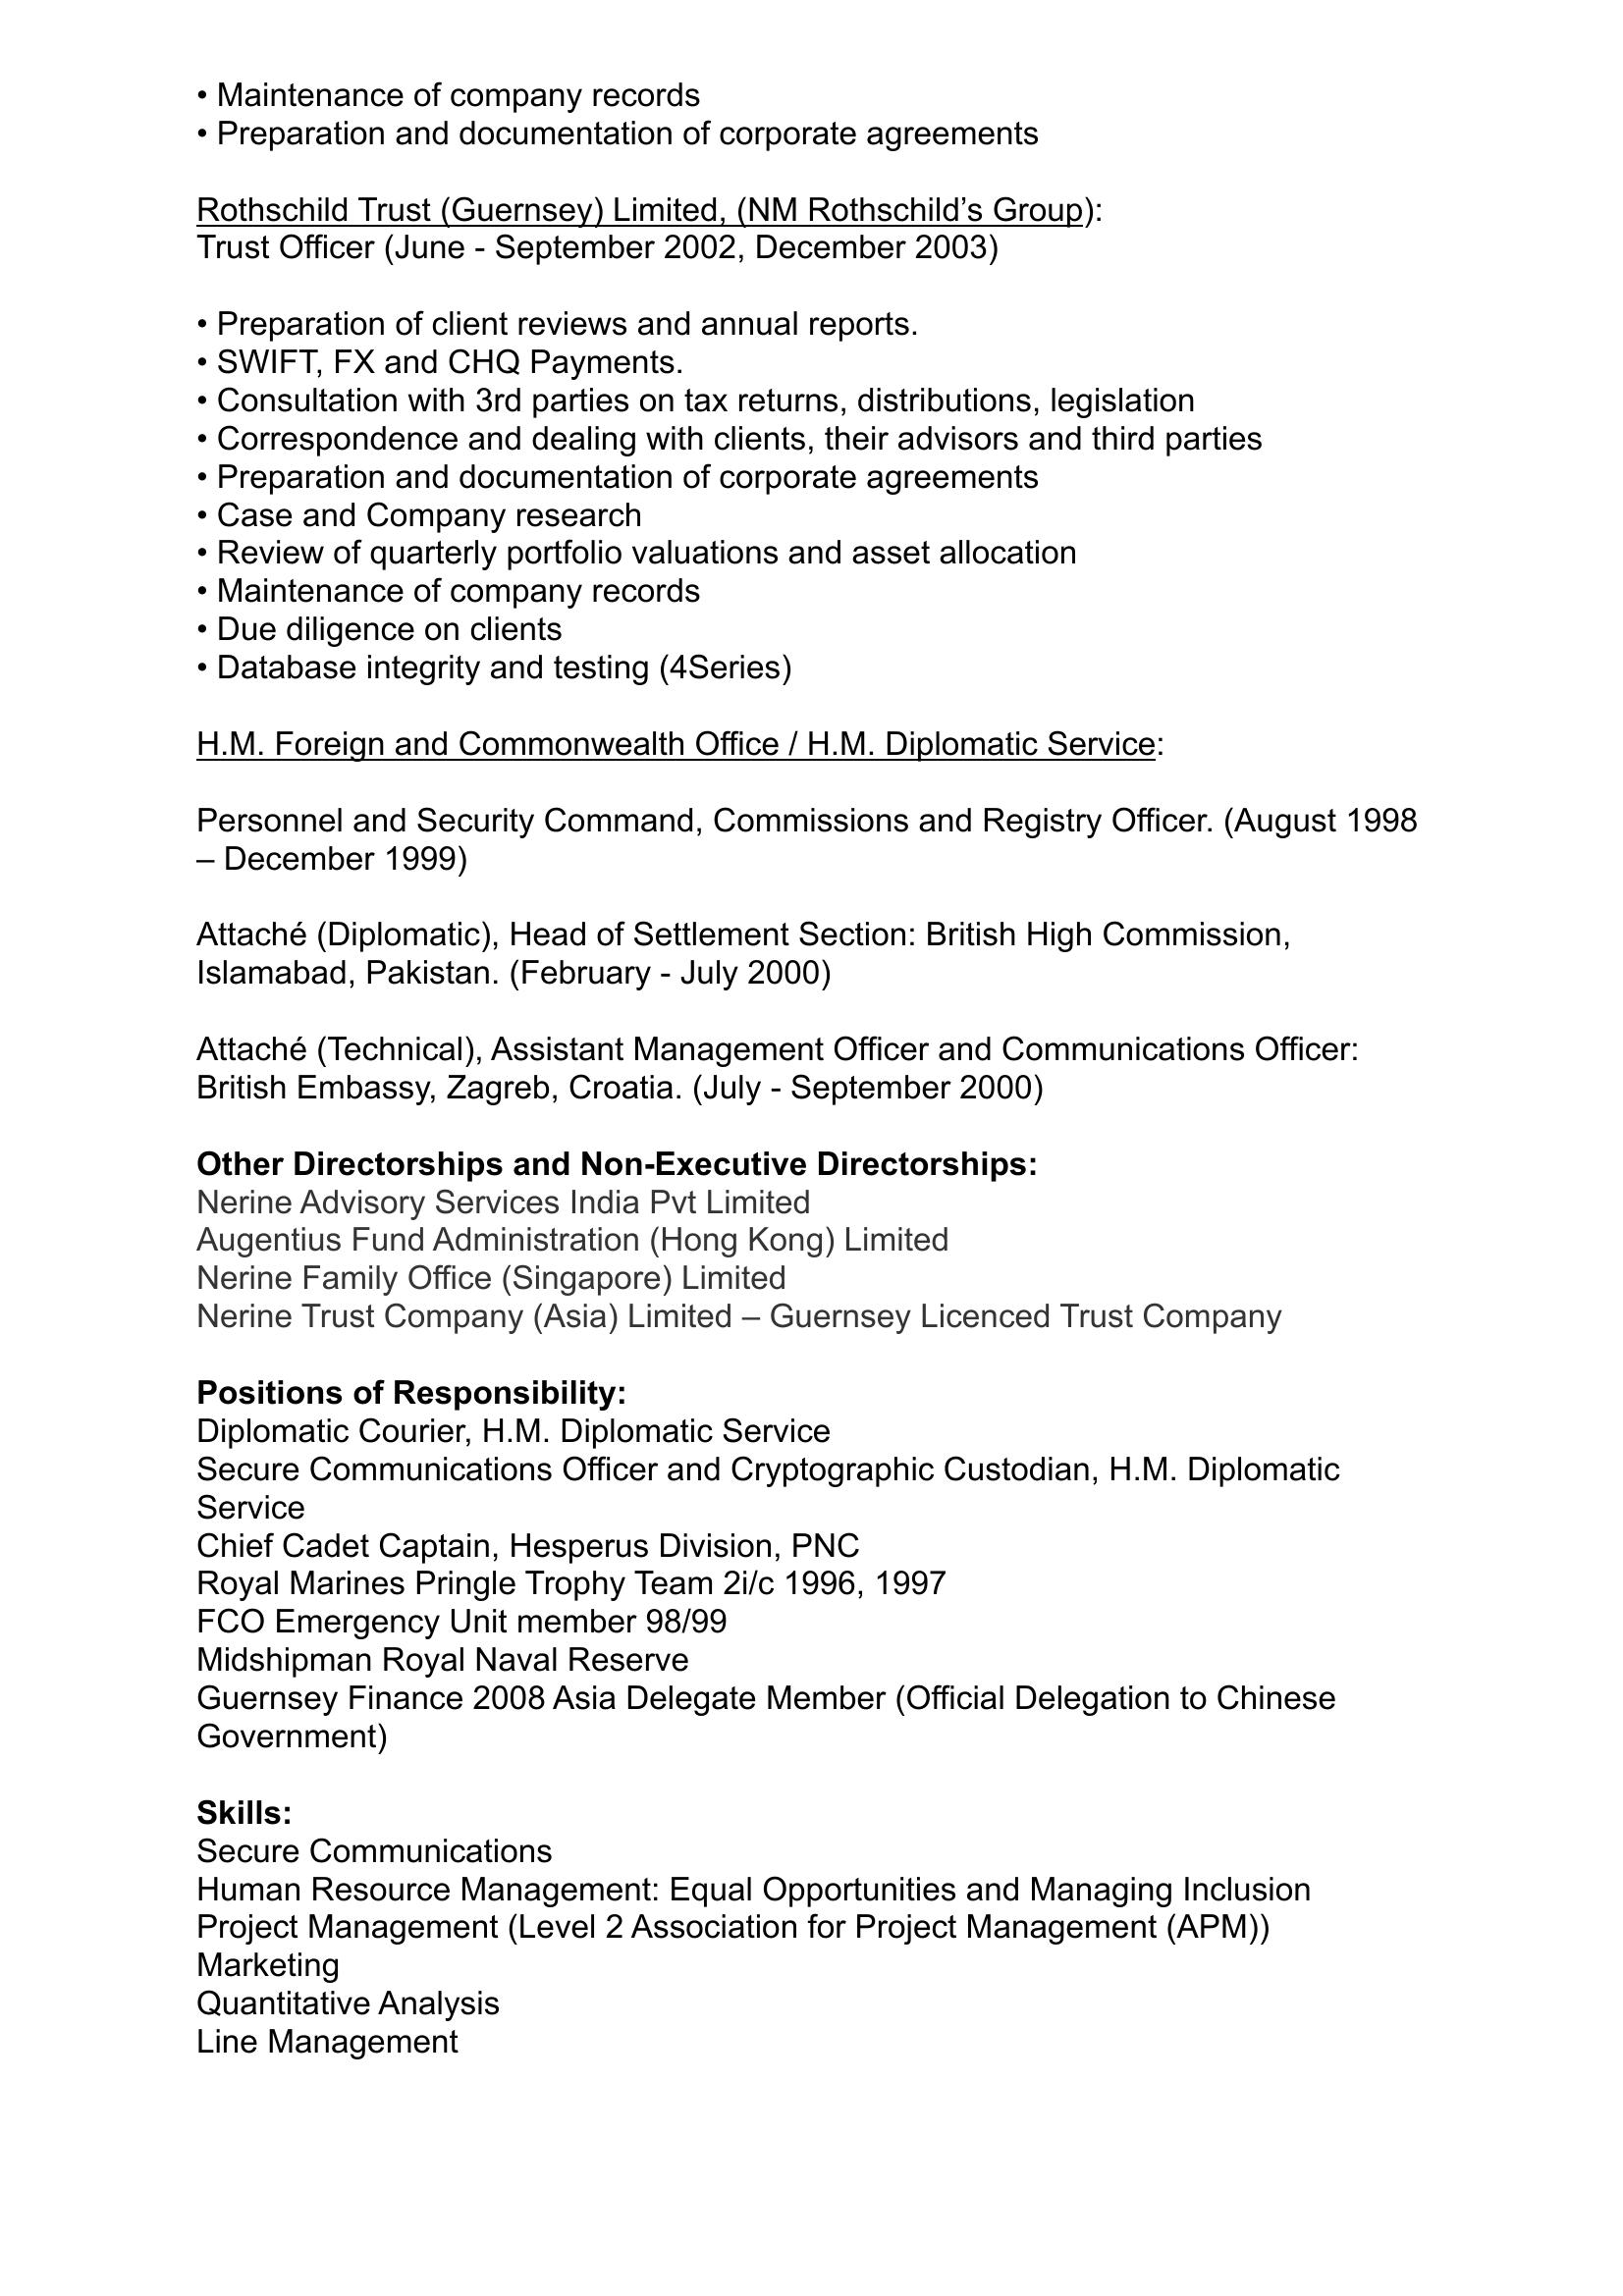 • Maintenance of company records
• Preparation and documentation of corporate agreements
Rothschild Trust (Guernsey) Limited, (NM Rothschild’s Group):
Trust Officer (June - September 2002, December 2003)
• Preparation of client reviews and annual reports.
• SWIFT, FX and CHQ Payments.
• Consultation with 3rd parties on tax returns, distributions, legislation
• Correspondence and dealing with clients, their advisors and third parties
• Preparation and documentation of corporate agreements
• Case and Company research
• Review of quarterly portfolio valuations and asset allocation
• Maintenance of company records
• Due diligence on clients
• Database integrity and testing (4Series)
H.M. Foreign and Commonwealth Office / H.M. Diplomatic Service:
Personnel and Security Command, Commissions and Registry Officer. (August 1998
– December 1999)
Attaché (Diplomatic), Head of Settlement Section: British High Commission,
Islamabad, Pakistan. (February - July 2000)
Attaché (Technical), Assistant Management Officer and Communications Officer:
British Embassy, Zagreb, Croatia. (July - September 2000)
Other Directorships and Non-Executive Directorships:
Nerine Advisory Services India Pvt Limited
Augentius Fund Administration (Hong Kong) Limited
Nerine Family Office (Singapore) Limited
Nerine Trust Company (Asia) Limited – Guernsey Licenced Trust Company
Positions of Responsibility:
Diplomatic Courier, H.M. Diplomatic Service
Secure Communications Officer and Cryptographic Custodian, H.M. Diplomatic
Service
Chief Cadet Captain, Hesperus Division, PNC
Royal Marines Pringle Trophy Team 2i/c 1996, 1997
FCO Emergency Unit member 98/99
Midshipman Royal Naval Reserve
Guernsey Finance 2008 Asia Delegate Member (Official Delegation to Chinese
Government)
Skills:
Secure Communications
Human Resource Management: Equal Opportunities and Managing Inclusion
Project Management (Level 2 Association for Project Management (APM))
Marketing
Quantitative Analysis
Line Management